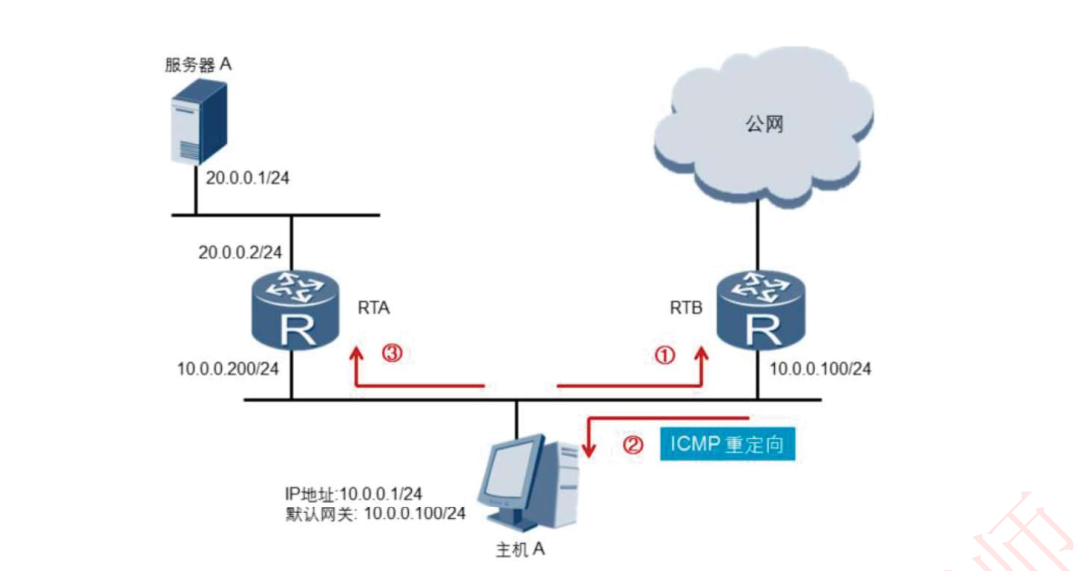 服务器 A
公网
20.0.0.1/24
20.0.0.2/24
R
RTA
RTB
R
10.0.0.200/24
③
①
10.0.0.100/24
②
ICMP 重定向
IP地址:10.0.0.1/24
默认网关: 10.0.0.100/24
主机 A
师